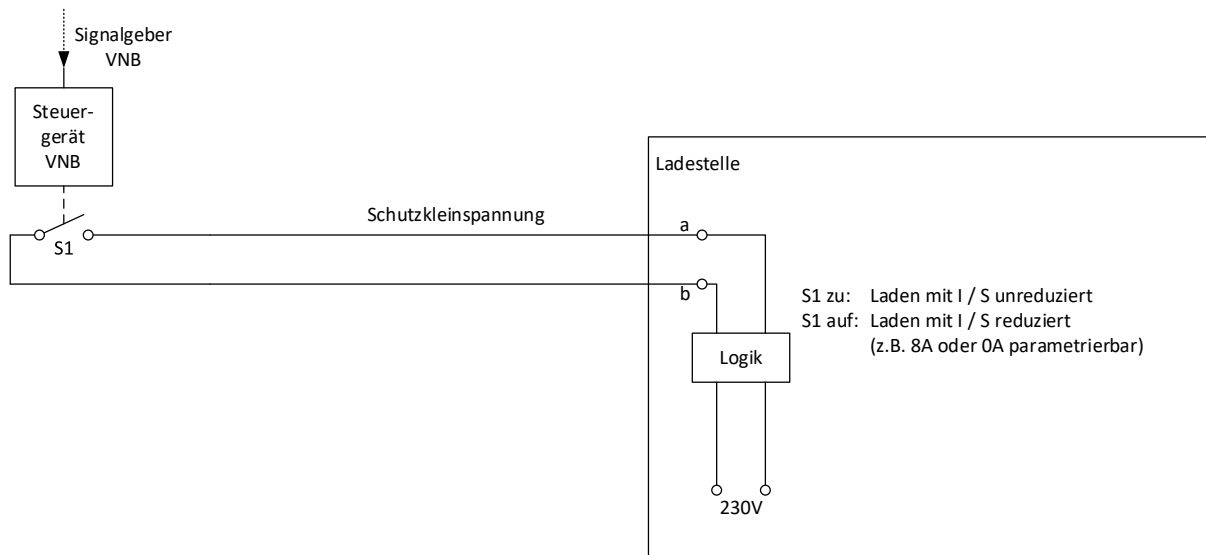 Signalgeber
VNB
Steuer-
gerät
VNB
S1
Schutzkleinspannung
Ladestelle
a
b
Logik
230V
S1 zu: Laden mit I / S unreduziert
S1 auf: Laden mit I / S reduziert
(z.B. 8A oder 0A parametrierbar)